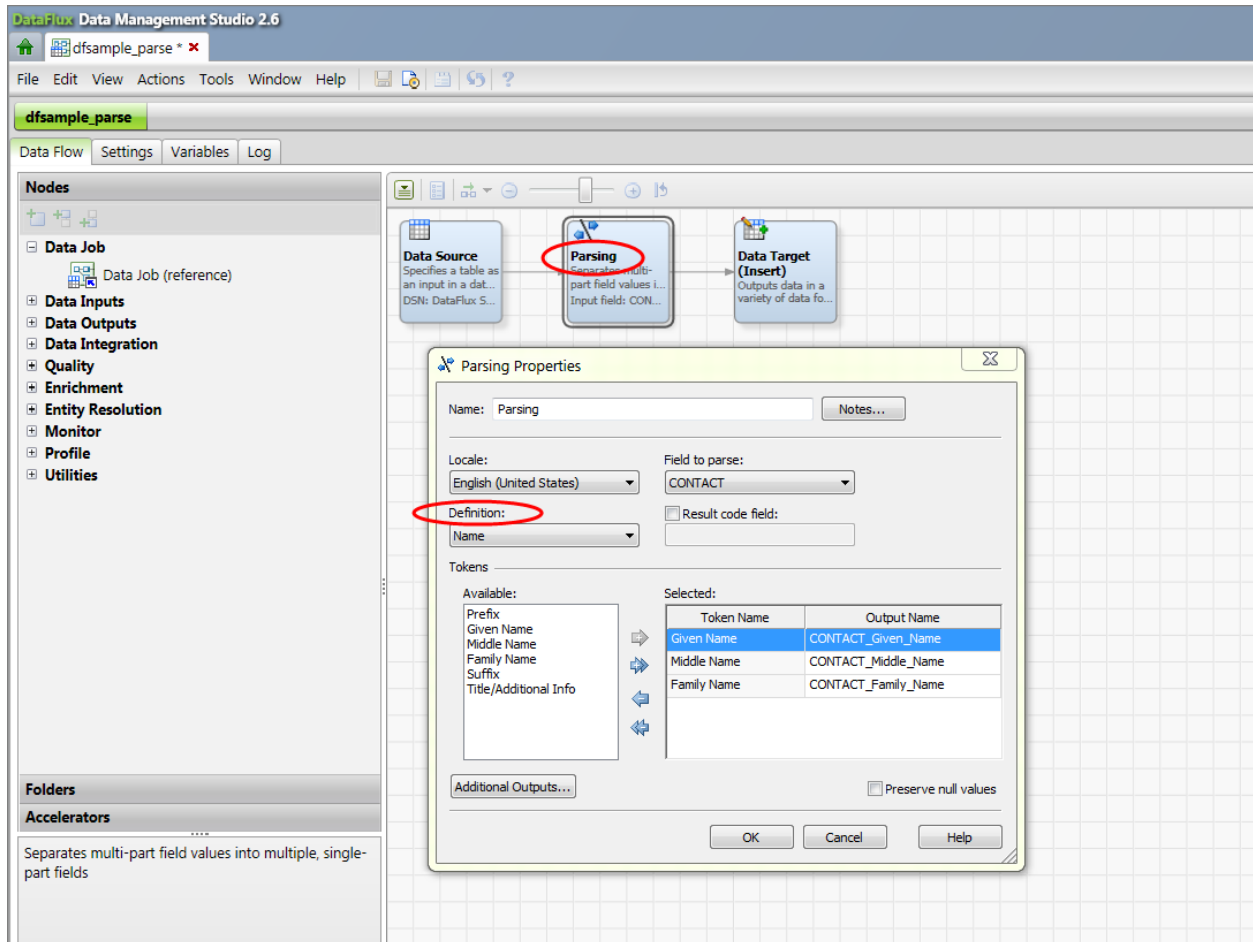 DataFlux Data Management Studio 2.6
dfsample_parse *
File Edit View Actions Tools Window Help
dfsample_parse
Data Flow Settings Variables Log
Nodes
Data Job
Data Job (reference)
Data Inputs
Data Outputs
Data Integration
Quality
Enrichment
Entity Resolution
Monitor
Profile
Utilities
Folders
Accelerators
Separates multi-part field values into multiple, single-
part fields
Data Source
Specifies a table as
an input in a dat...
DSN: DataFlux S...
Parsing
Separates multi-
part field values i...
Input field: CON...
Data Target
(Insert)
Outputs data in a
variety of data fo...
Parsing Properties
Name: Parsing Notes...
Locale: Field to parse:
English (United States) CONTACT
Definition: Result code field:
Name
Tokens
Available: Selected:
Prefix
Given Name
Middle Name
Family Name
Suffix
Title/Additional Info
Token Name Output Name
Given Name CONTACT_Given_Name
Middle Name CONTACT_Middle_Name
Family Name CONTACT_Family_Name
Additional Outputs... Preserve null values
OK Cancel Help